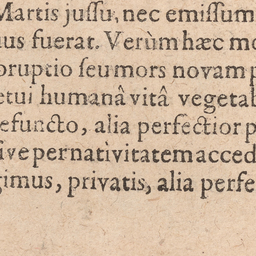 Martis juſſu, nec emiſſum
us fuerat. Verùm hæc mo
oruptio ſeu mors novam p
etui humanâ vitâ vegetab
efuncto, alia perfectior p
ive per nativitatem acced
gimus, privatis, alia perfe